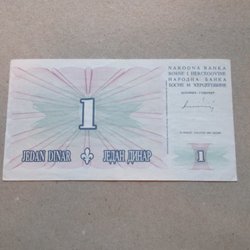 NARODNA BANKA
BOSNE I HERCEGOVINE
НАРОДНА БАНКА
БОСНЕ И ХЕРЦЕГОВИНЕ
1
JEDAN DINAR
ЈЕДАН ДИНАР
1